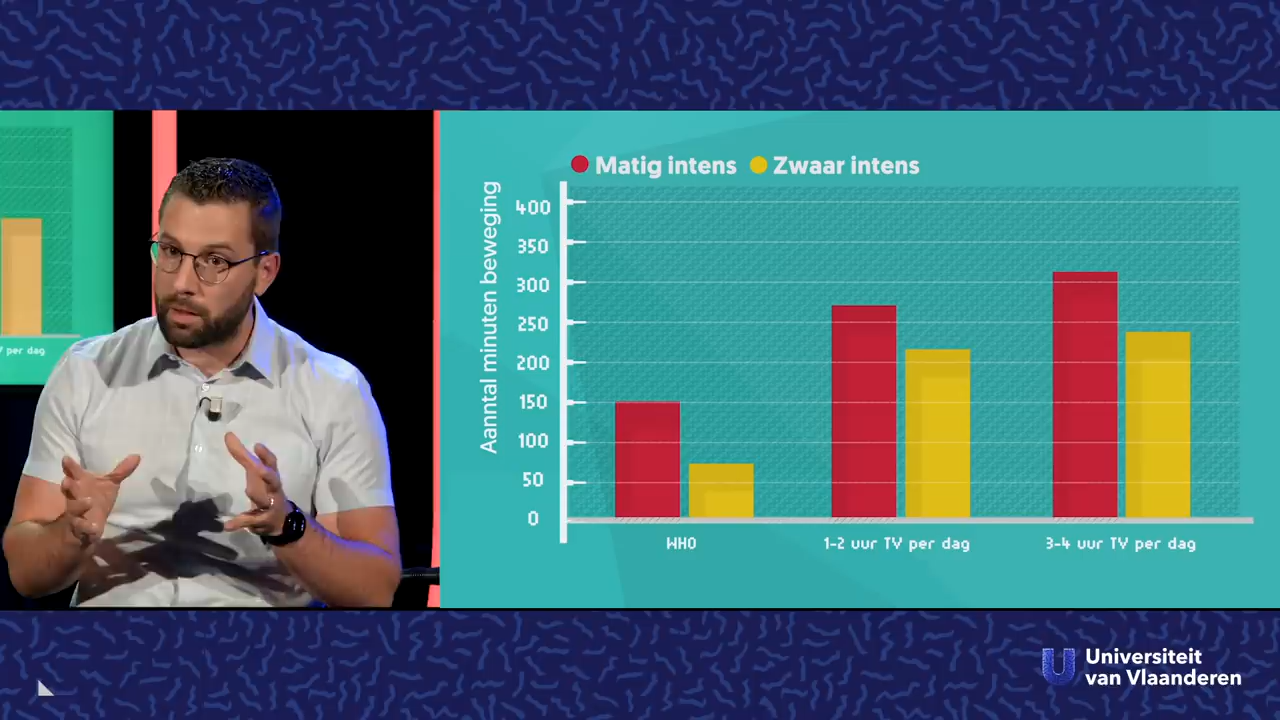 V per dag
Matig intens Zwaar intens
Aanntal minuten beweging
400
350
300
250
200
150
100
50
0
WHO
1-2 uur TV per dag
3-4 uur TV per dag
Universiteit
van Vlaanderen